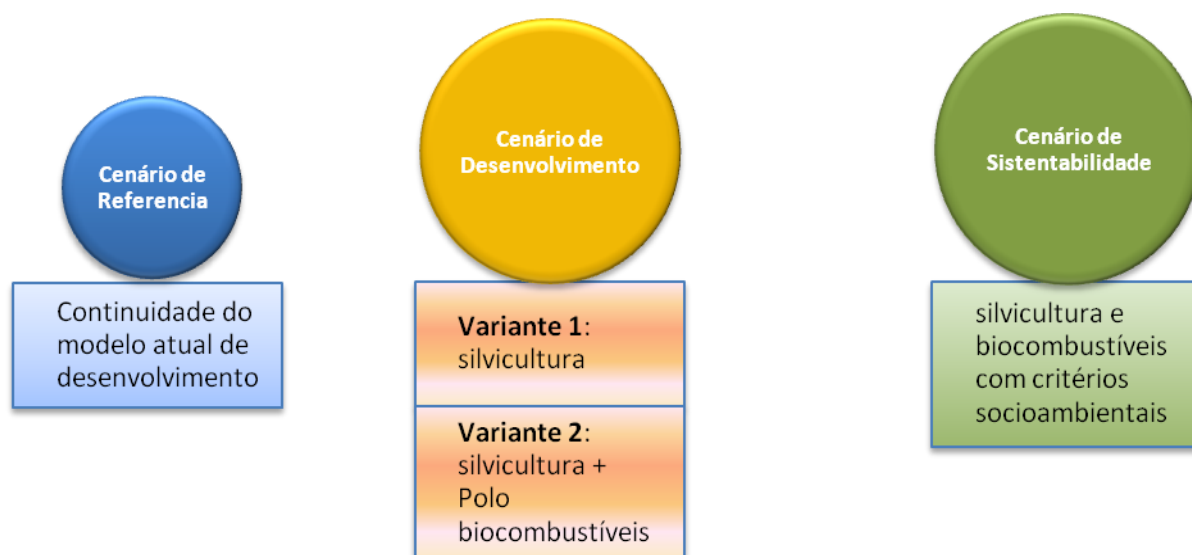 Cenário de
Referencia
Continuidade do
modelo atual de
desenvolvimento
Cenário de
Desenvolvimento
Variante 1:
silvicultura
Variante 2:
silvicultura +
Polo
biocombustíveis
Cenário de
Sistentabilidade
silvicultura e
biocombustíveis
com critérios
socioambientais